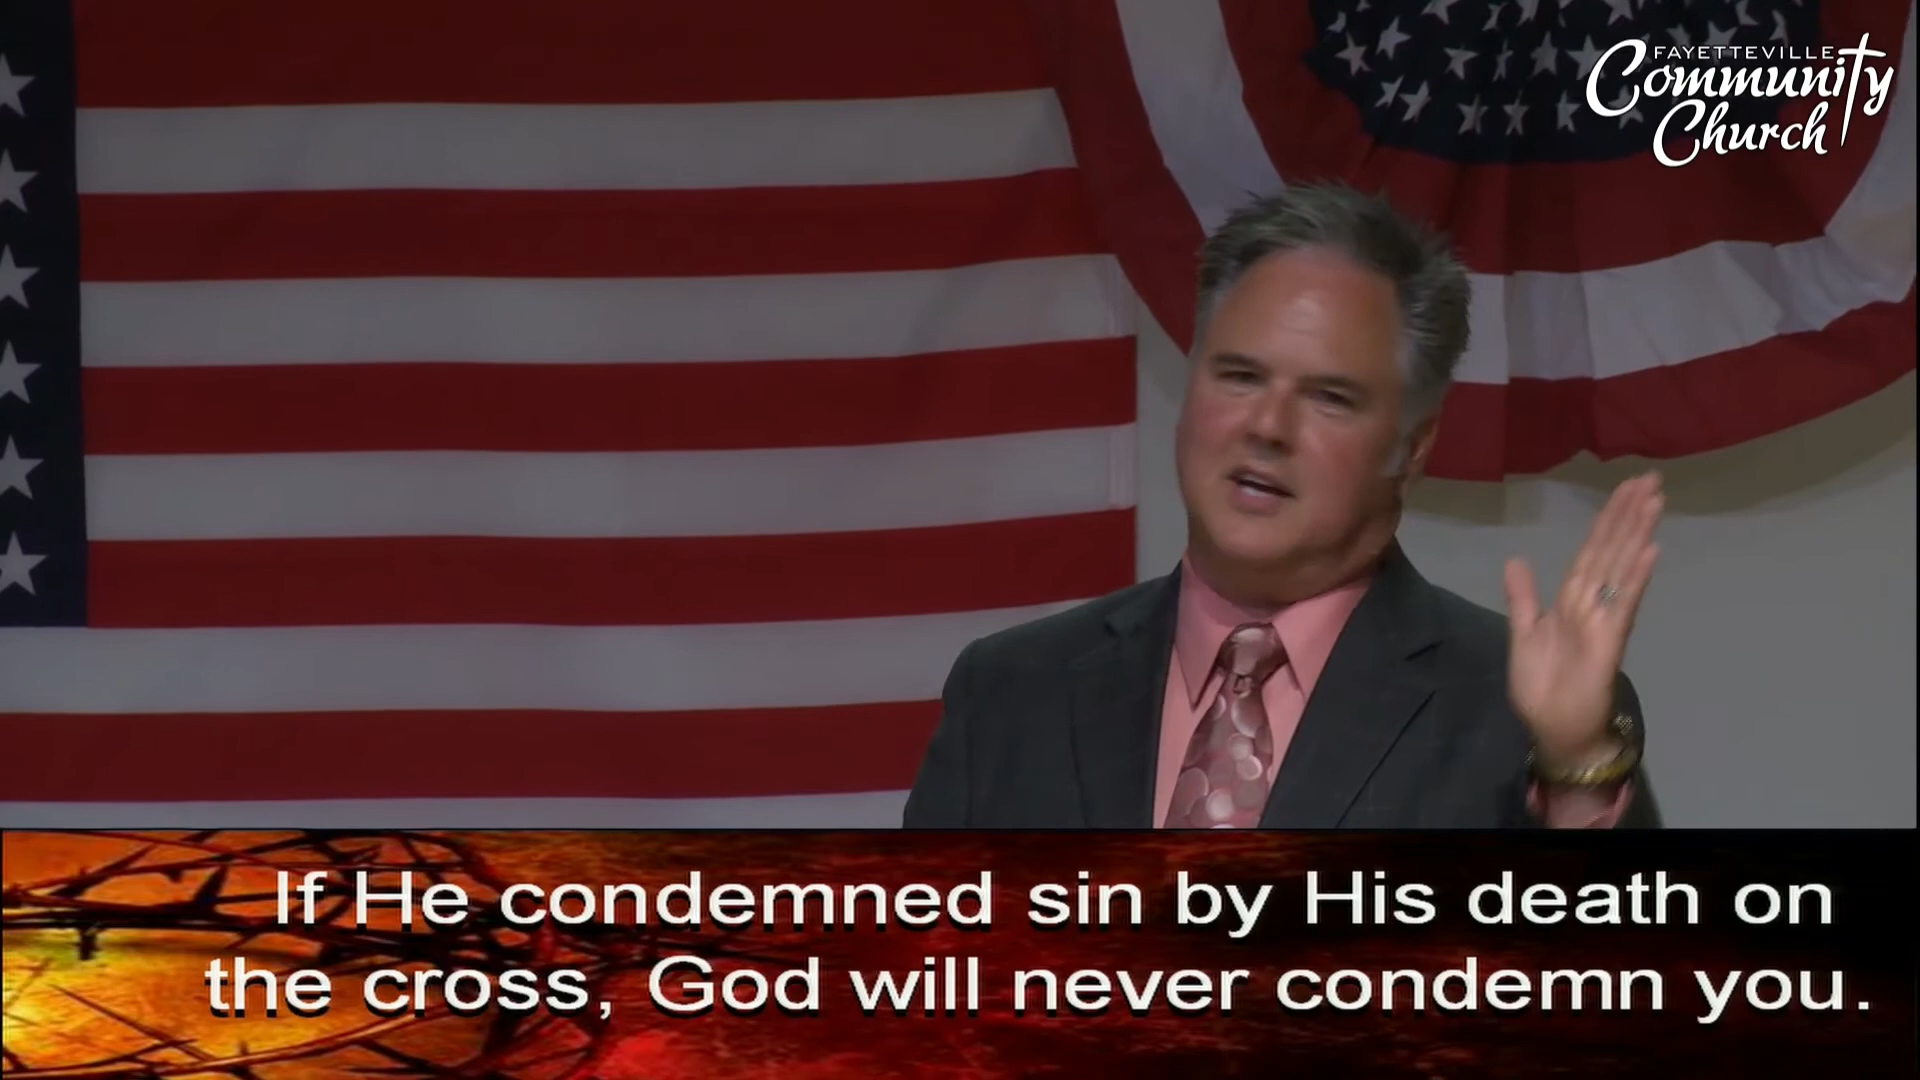 FAYETTEVILLE
Community
Church
If He condemned sin by His death on
the cross, God will never condemn you.